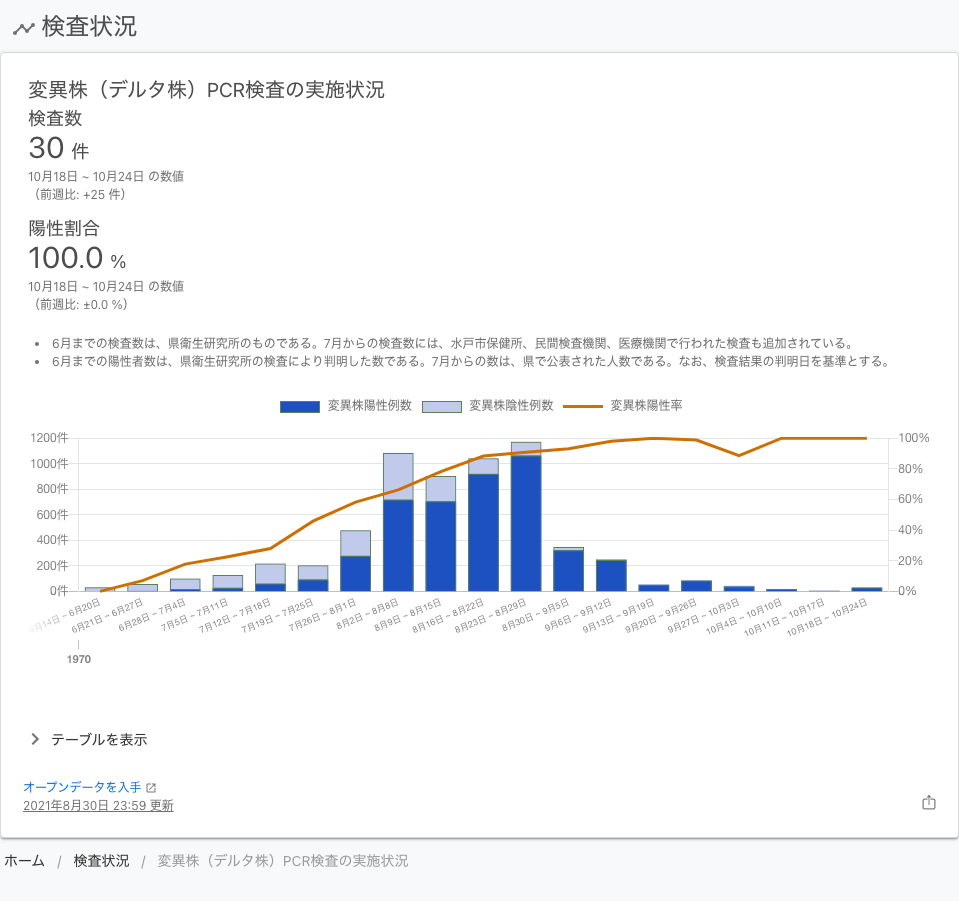 検査状況
変異株（デルタ株）PCR検査の実施状況
検査数
30 件
10月18日 ~ 10月24日 の数値
（前週比: +25 件）
陽性割合
100.0 %
10月18日 ~ 10月24日 の数値
（前週比: ±0.0 %）
• 6月までの検査数は、県衛生研究所のものである。7月からの検査数には、水戸市保健所、民間検査機関、医療機関で行われた検査も追加されている。
• 6月までの陽性者数は、県衛生研究所の検査により判明した数である。7月からの数は、県で公表された人数である。なお、検査結果の判明日を基準とする。
変異株陽性例数 変異株陰性例数 変異株陽性率
1200件
1000件
800件
600件
400件
200件
0件
100%
80%
60%
40%
20%
0%
6月14日 ~ 6月20日
6月21日 ~ 6月27日
6月28日 ~ 7月4日
7月5日 ~ 7月11日
7月12日 ~ 7月18日
7月19日 ~ 7月25日
7月26日 ~ 8月1日
8月2日 ~ 8月8日
8月9日 ~ 8月15日
8月16日 ~ 8月22日
8月23日 ~ 8月29日
8月30日 ~ 9月5日
9月6日 ~ 9月12日
9月13日 ~ 9月19日
9月20日 ~ 9月26日
9月27日 ~ 10月3日
10月4日 ~ 10月10日
10月11日 ~ 10月17日
10月18日 ~ 10月24日
1970
テーブルを表示
オープンデータを入手
2021年8月30日 23:59 更新
ホーム / 検査状況 / 変異株（デルタ株）PCR検査の実施状況